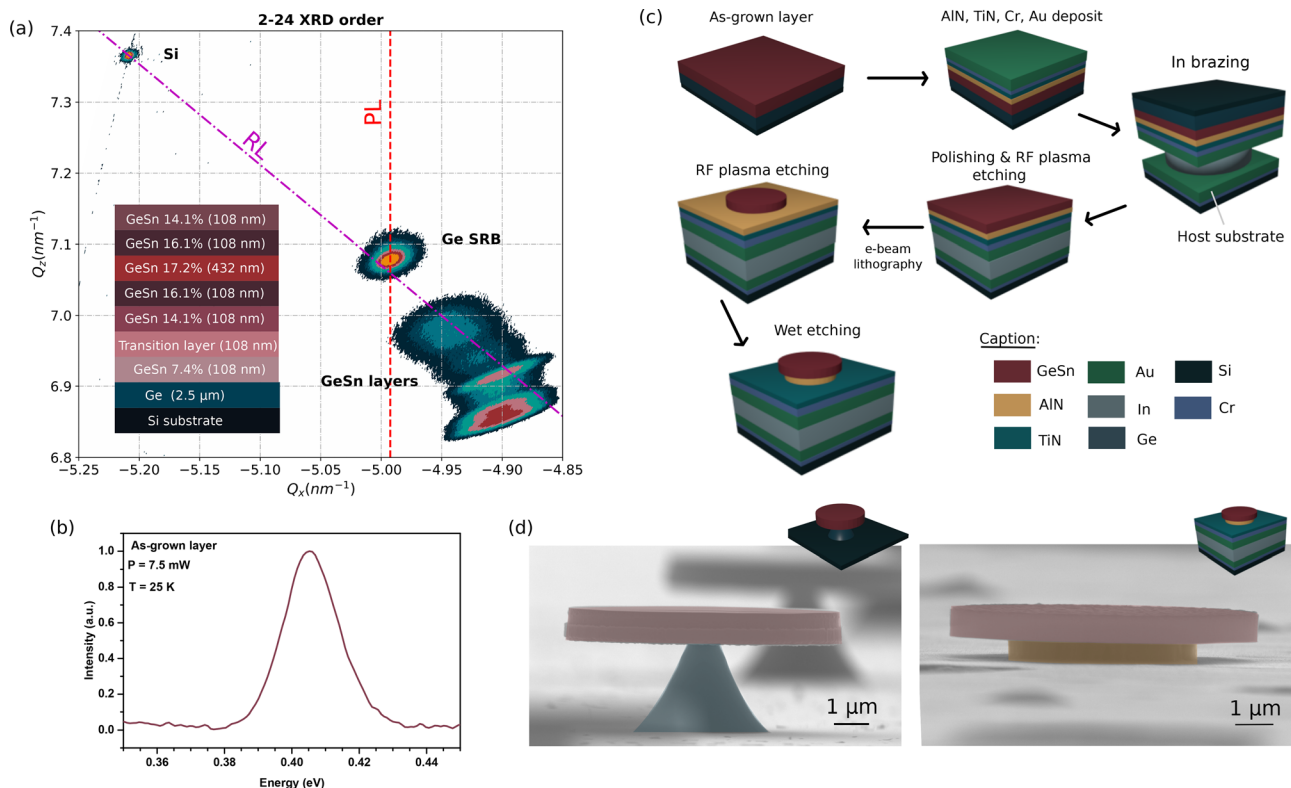 (a)
2-24 XRD order
7.4
7.3
7.2
7.1
7.0
6.9
6.8
Q_z(nm⁻¹)
Si
RL
PL
Ge SRB
GeSn layers
GeSn 14.1% (108 nm)
GeSn 16.1% (108 nm)
GeSn 17.2% (432 nm)
GeSn 16.1% (108 nm)
GeSn 14.1% (108 nm)
Transition layer (108 nm)
GeSn 7.4% (108 nm)
Ge (2.5 μm)
Si substrate
−5.25 −5.20 −5.15 −5.10 −5.05 −5.00 −4.95 −4.90 −4.85
Q_x(nm⁻¹)
(b)
As-grown layer
P = 7.5 mW
T = 25 K
1.0
0.8
0.6
0.4
0.2
0.0
Intensity (a.u.)
0.36 0.38 0.40 0.42 0.44
Energy (eV)
(c)
As-grown layer
AlN, TiN, Cr, Au deposit
In brazing
Host substrate
Polishing & RF plasma
etching
e-beam
lithography
RF plasma etching
Wet etching
Caption:
GeSn
Au
Si
AlN
In
Cr
TiN
Ge
(d)
1 μm
1 μm